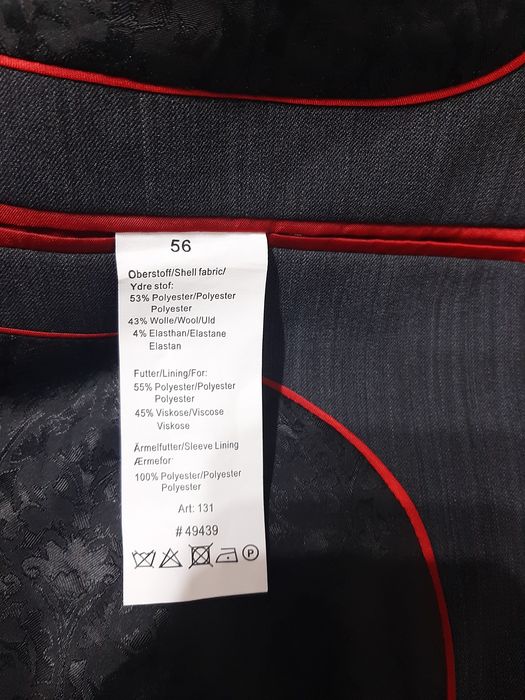 56
Oberstoff/Shell fabric/
Ydre stof:
53% Polyester/Polyester
Polyester
43% Wolle/Wool/Uld
4% Elasthan/Elastane
Elastan
Futter/Lining/For:
55% Polyester/Polyester
Polyester
45% Viskose/Viscose
Viskose
Ärmelfutter/Sleeve Lining
Ærmefor:
100% Polyester/Polyester
Polyester
Art: 131
#49439
P